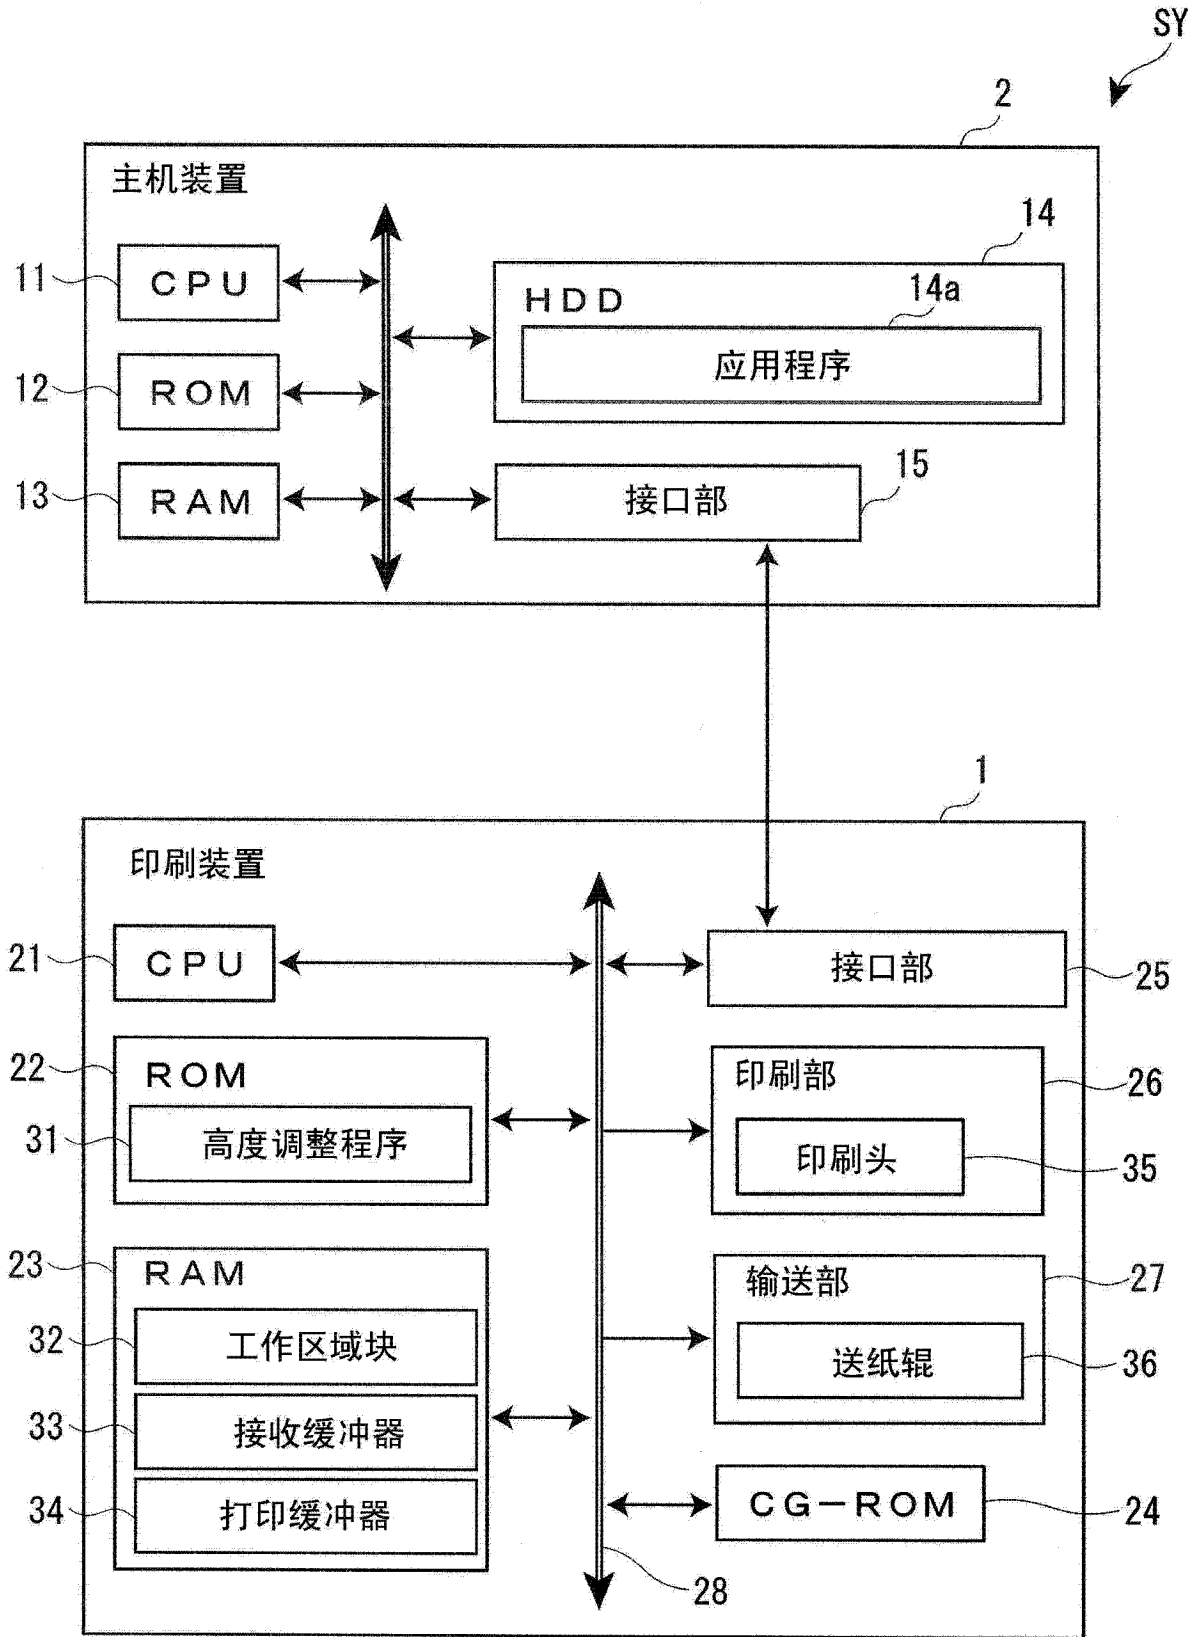 SY
2
主机装置
14
11
CPU
HDD
14a
应用程序
12
ROM
15
13
RAM
接口部
1
印刷装置
21
CPU
接口部
25
22
ROM
印刷部
26
31
高度调整程序
印刷头
35
23
RAM
输送部
27
32
工作区域块
送纸辊
36
33
接收缓冲器
34
打印缓冲器
CG-ROM
24
28